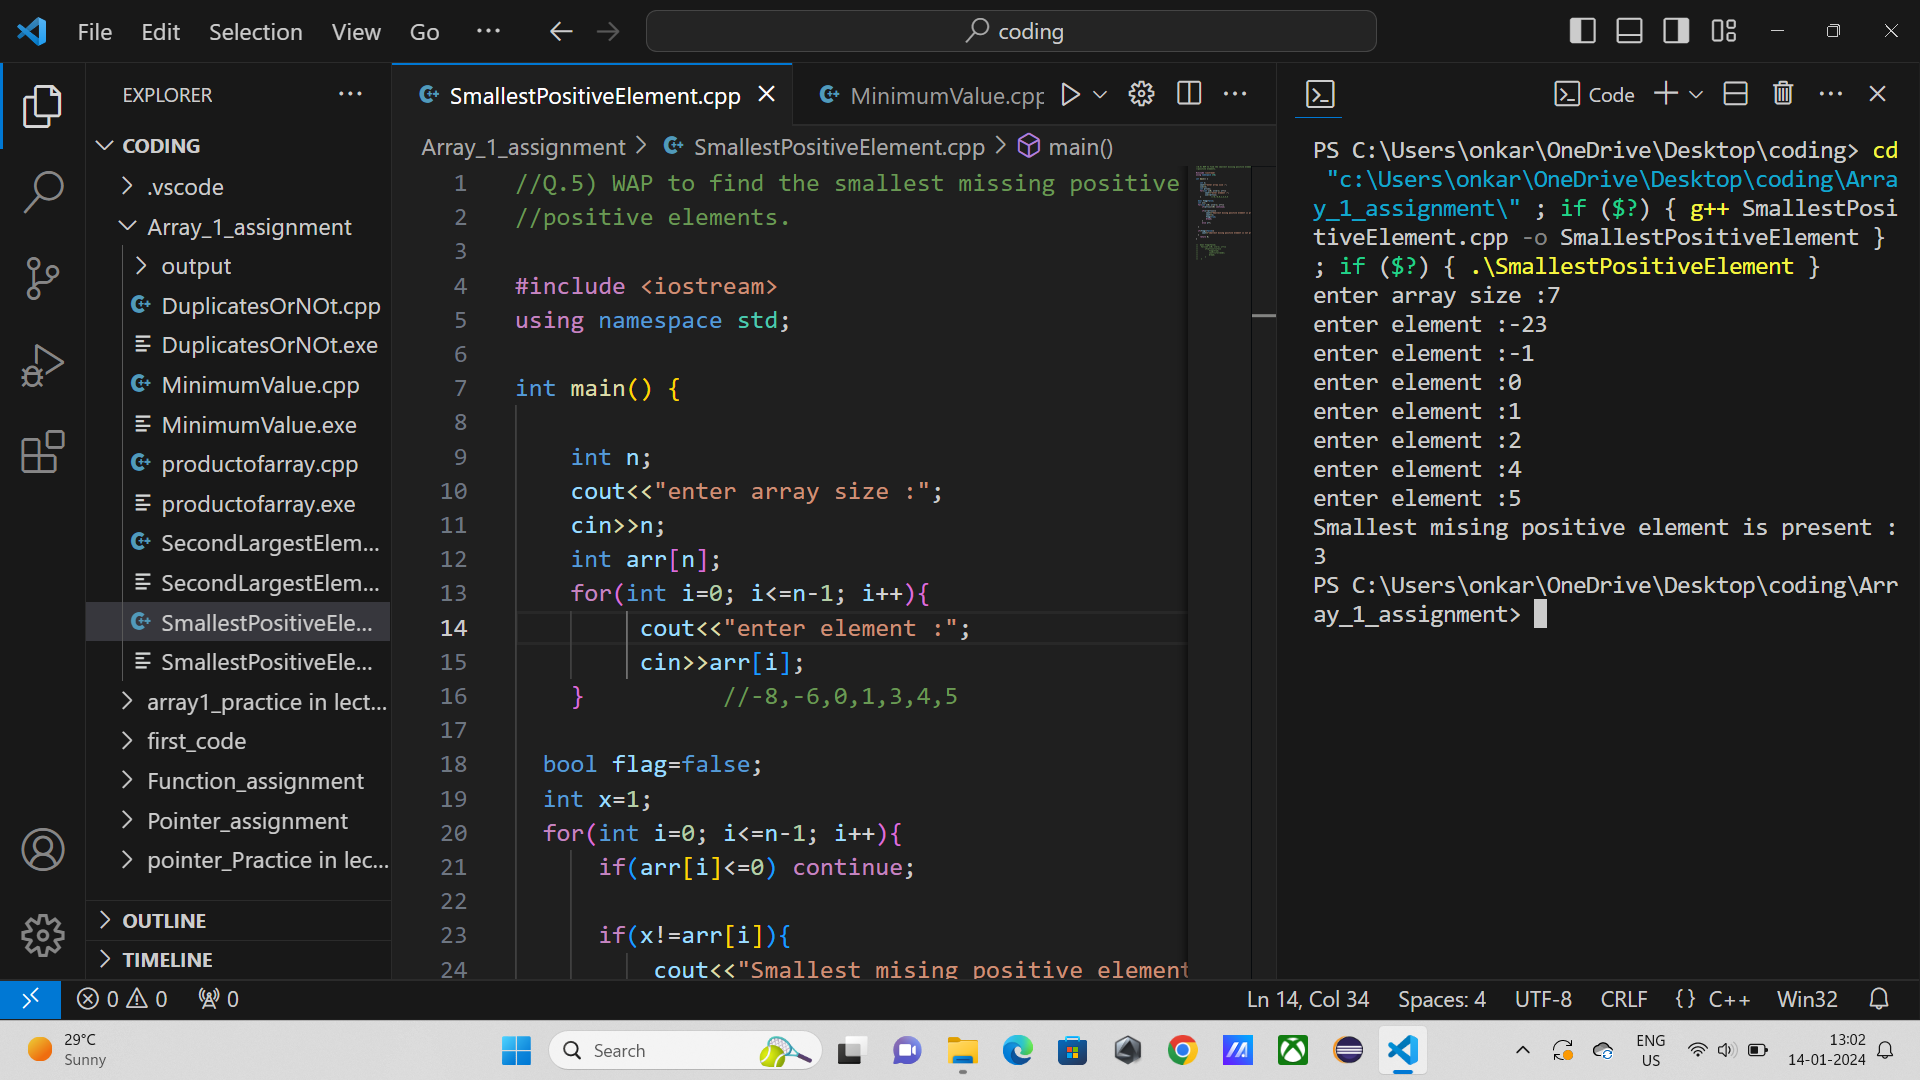 File Edit Selection View Go ···
coding
EXPLORER ···
CODING
.vscode
Array_1_assignment
output
DuplicatesOrNOt.cpp
DuplicatesOrNOt.exe
MinimumValue.cpp
MinimumValue.exe
productofarray.cpp
productofarray.exe
SecondLargestElem...
SecondLargestElem...
SmallestPositiveEle...
SmallestPositiveEle...
array1_practice in lect...
first_code
Function_assignment
Pointer_assignment
pointer_Practice in lec...
OUTLINE
TIMELINE
SmallestPositiveElement.cpp MinimumValue.cpp
Array_1_assignment > SmallestPositiveElement.cpp > main()
1 //Q.5) WAP to find the smallest missing positive
2 //positive elements.
3
4 #include <iostream>
5 using namespace std;
6
7 int main() {
8
9 int n;
10 cout<<"enter array size :";
11 cin>>n;
12 int arr[n];
13 for(int i=0; i<=n-1; i++){
14 cout<<"enter element :";
15 cin>>arr[i];
16 } //-8,-6,0,1,3,4,5
17
18 bool flag=false;
19 int x=1;
20 for(int i=0; i<=n-1; i++){
21 if(arr[i]<=0) continue;
22
23 if(x!=arr[i]){
24 cout<<"Smallest mising positive element
Code
PS C:\Users\onkar\OneDrive\Desktop\coding> cd
"c:\Users\onkar\OneDrive\Desktop\coding\Arra
y_1_assignment\" ; if ($?) { g++ SmallestPosi
tiveElement.cpp -o SmallestPositiveElement }
; if ($?) { .\SmallestPositiveElement }
enter array size :7
enter element :-23
enter element :-1
enter element :0
enter element :1
enter element :2
enter element :4
enter element :5
Smallest mising positive element is present :
3
PS C:\Users\onkar\OneDrive\Desktop\coding\Arr
ay_1_assignment>
0 0 0
Ln 14, Col 34 Spaces: 4 UTF-8 CRLF {} C++ Win32
29°C
Sunny
Search
ENG
US
13:02
14-01-2024